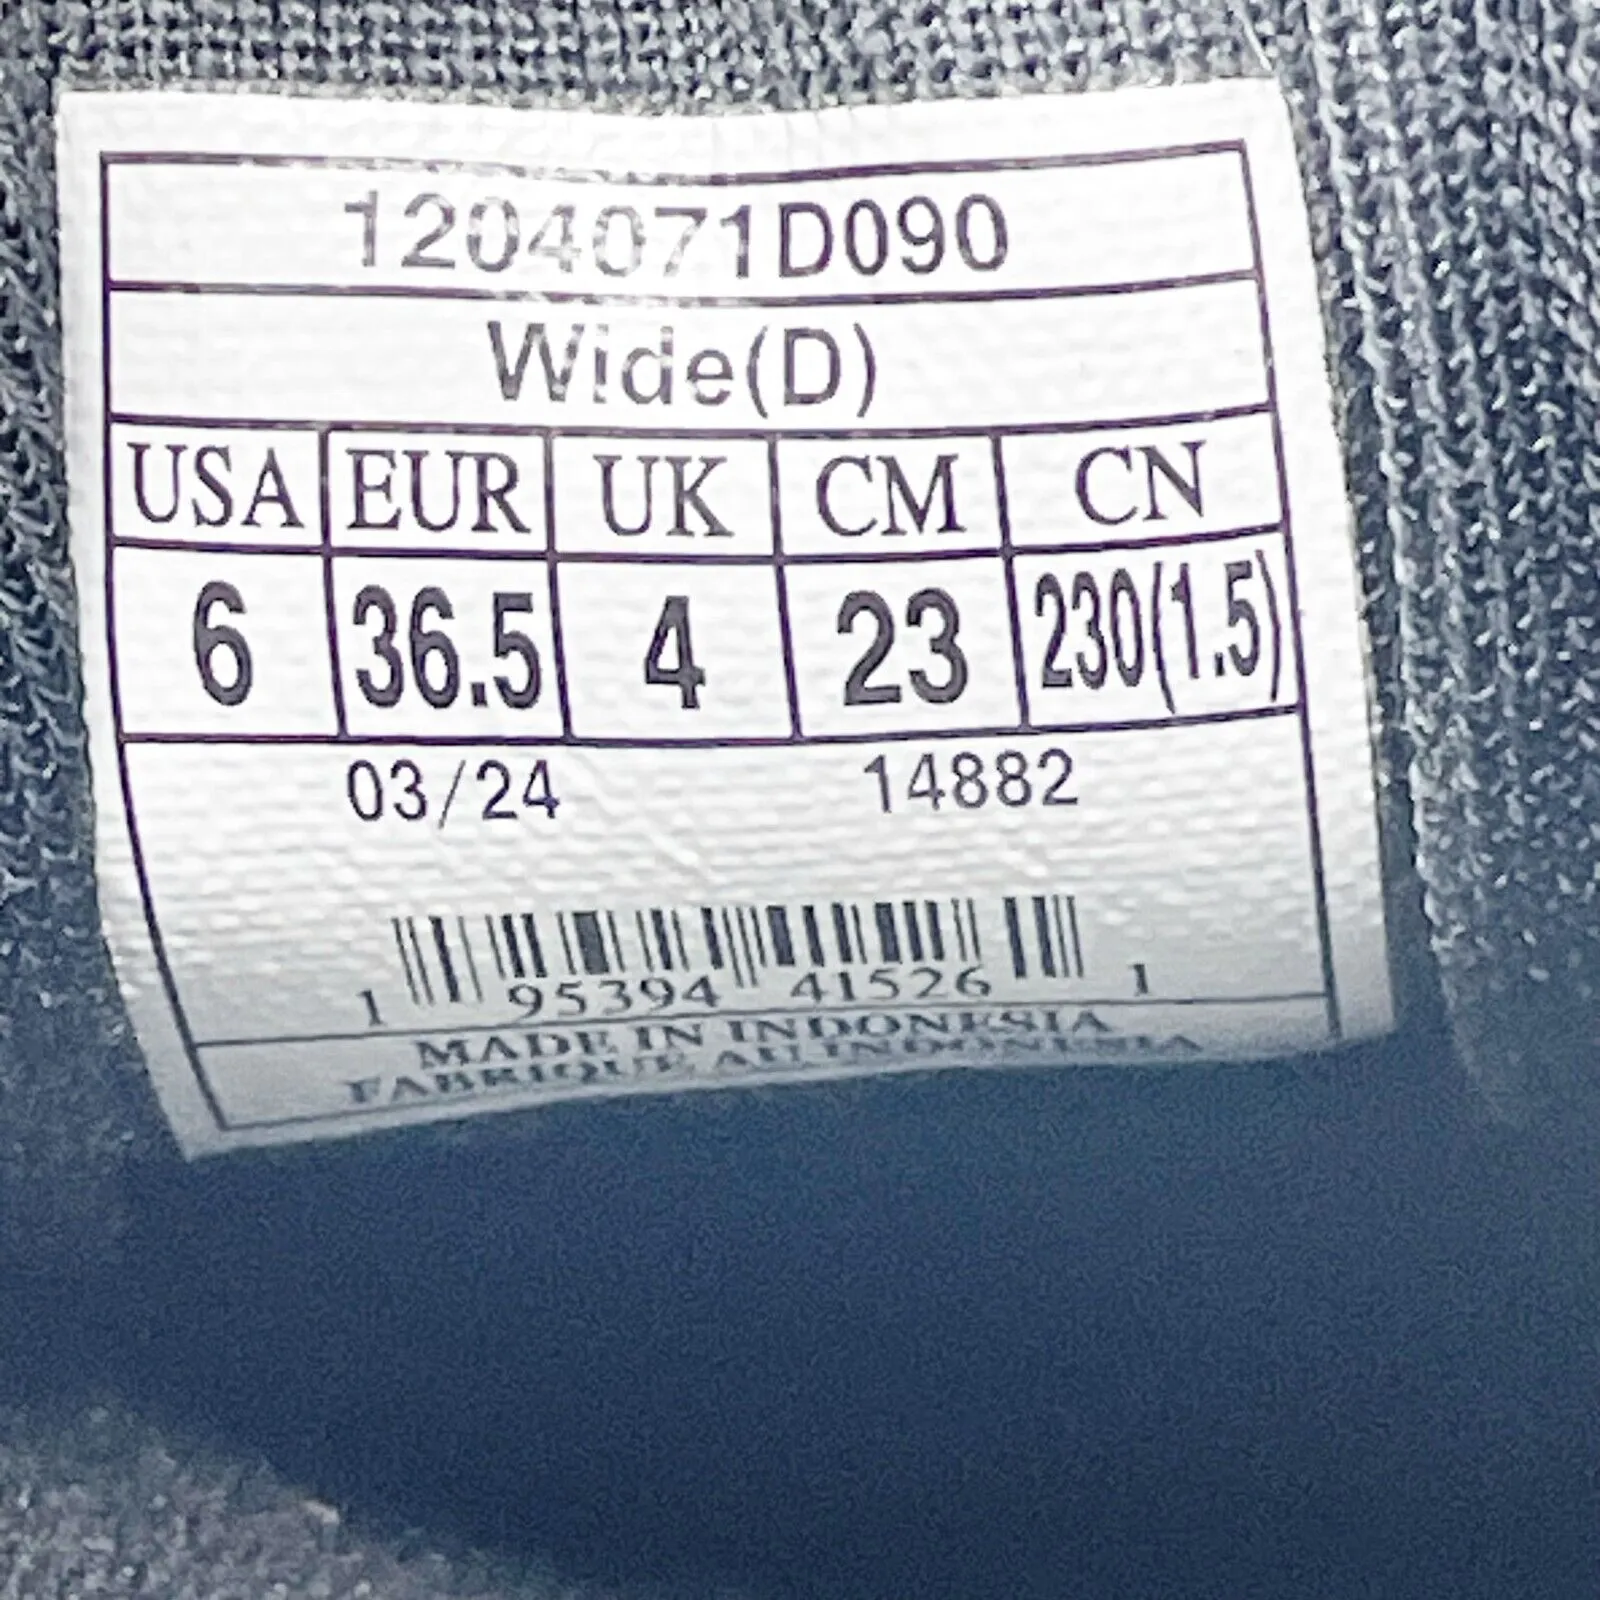 1204071D090
Wide(D)
USA EUR UK CM CN
6 36.5 4 23 230(1.5)
03/24 14882
1 95394 41526 1
MADE IN INDONESIA
FABRIQUE AU INDONESIA